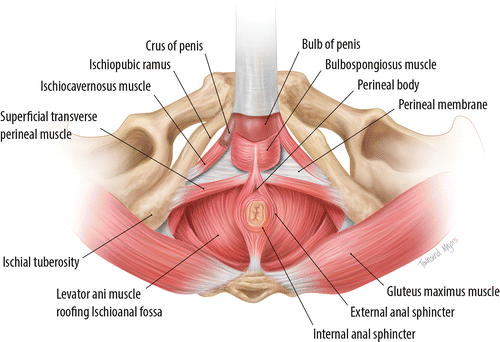 Crus of penis
Ischiopubic ramus
Ischiocavernosus muscle
Superficial transverse
perineal muscle
Ischial tuberosity
Levator ani muscle
roofing Ischioanal fossa
Bulb of penis
Bulbospongiosus muscle
Perineal body
Perineal membrane
Gluteus maximus muscle
External anal sphincter
Internal anal sphincter